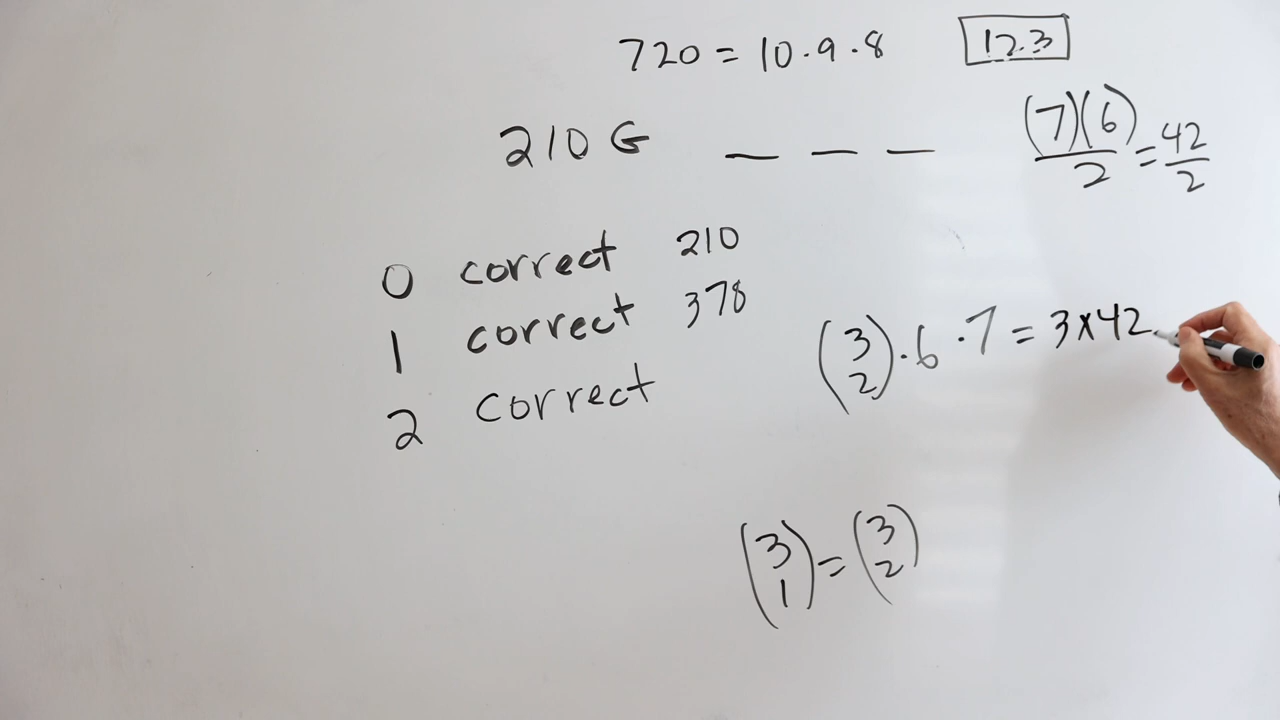 720 = 10·9·8
12.3
210 G _ _ _
(7)(6)/2 = 42/2
0 correct 210
1 correct 378
2 correct
(3 2)·6·7 = 3x42
(3 1) = (3 2)